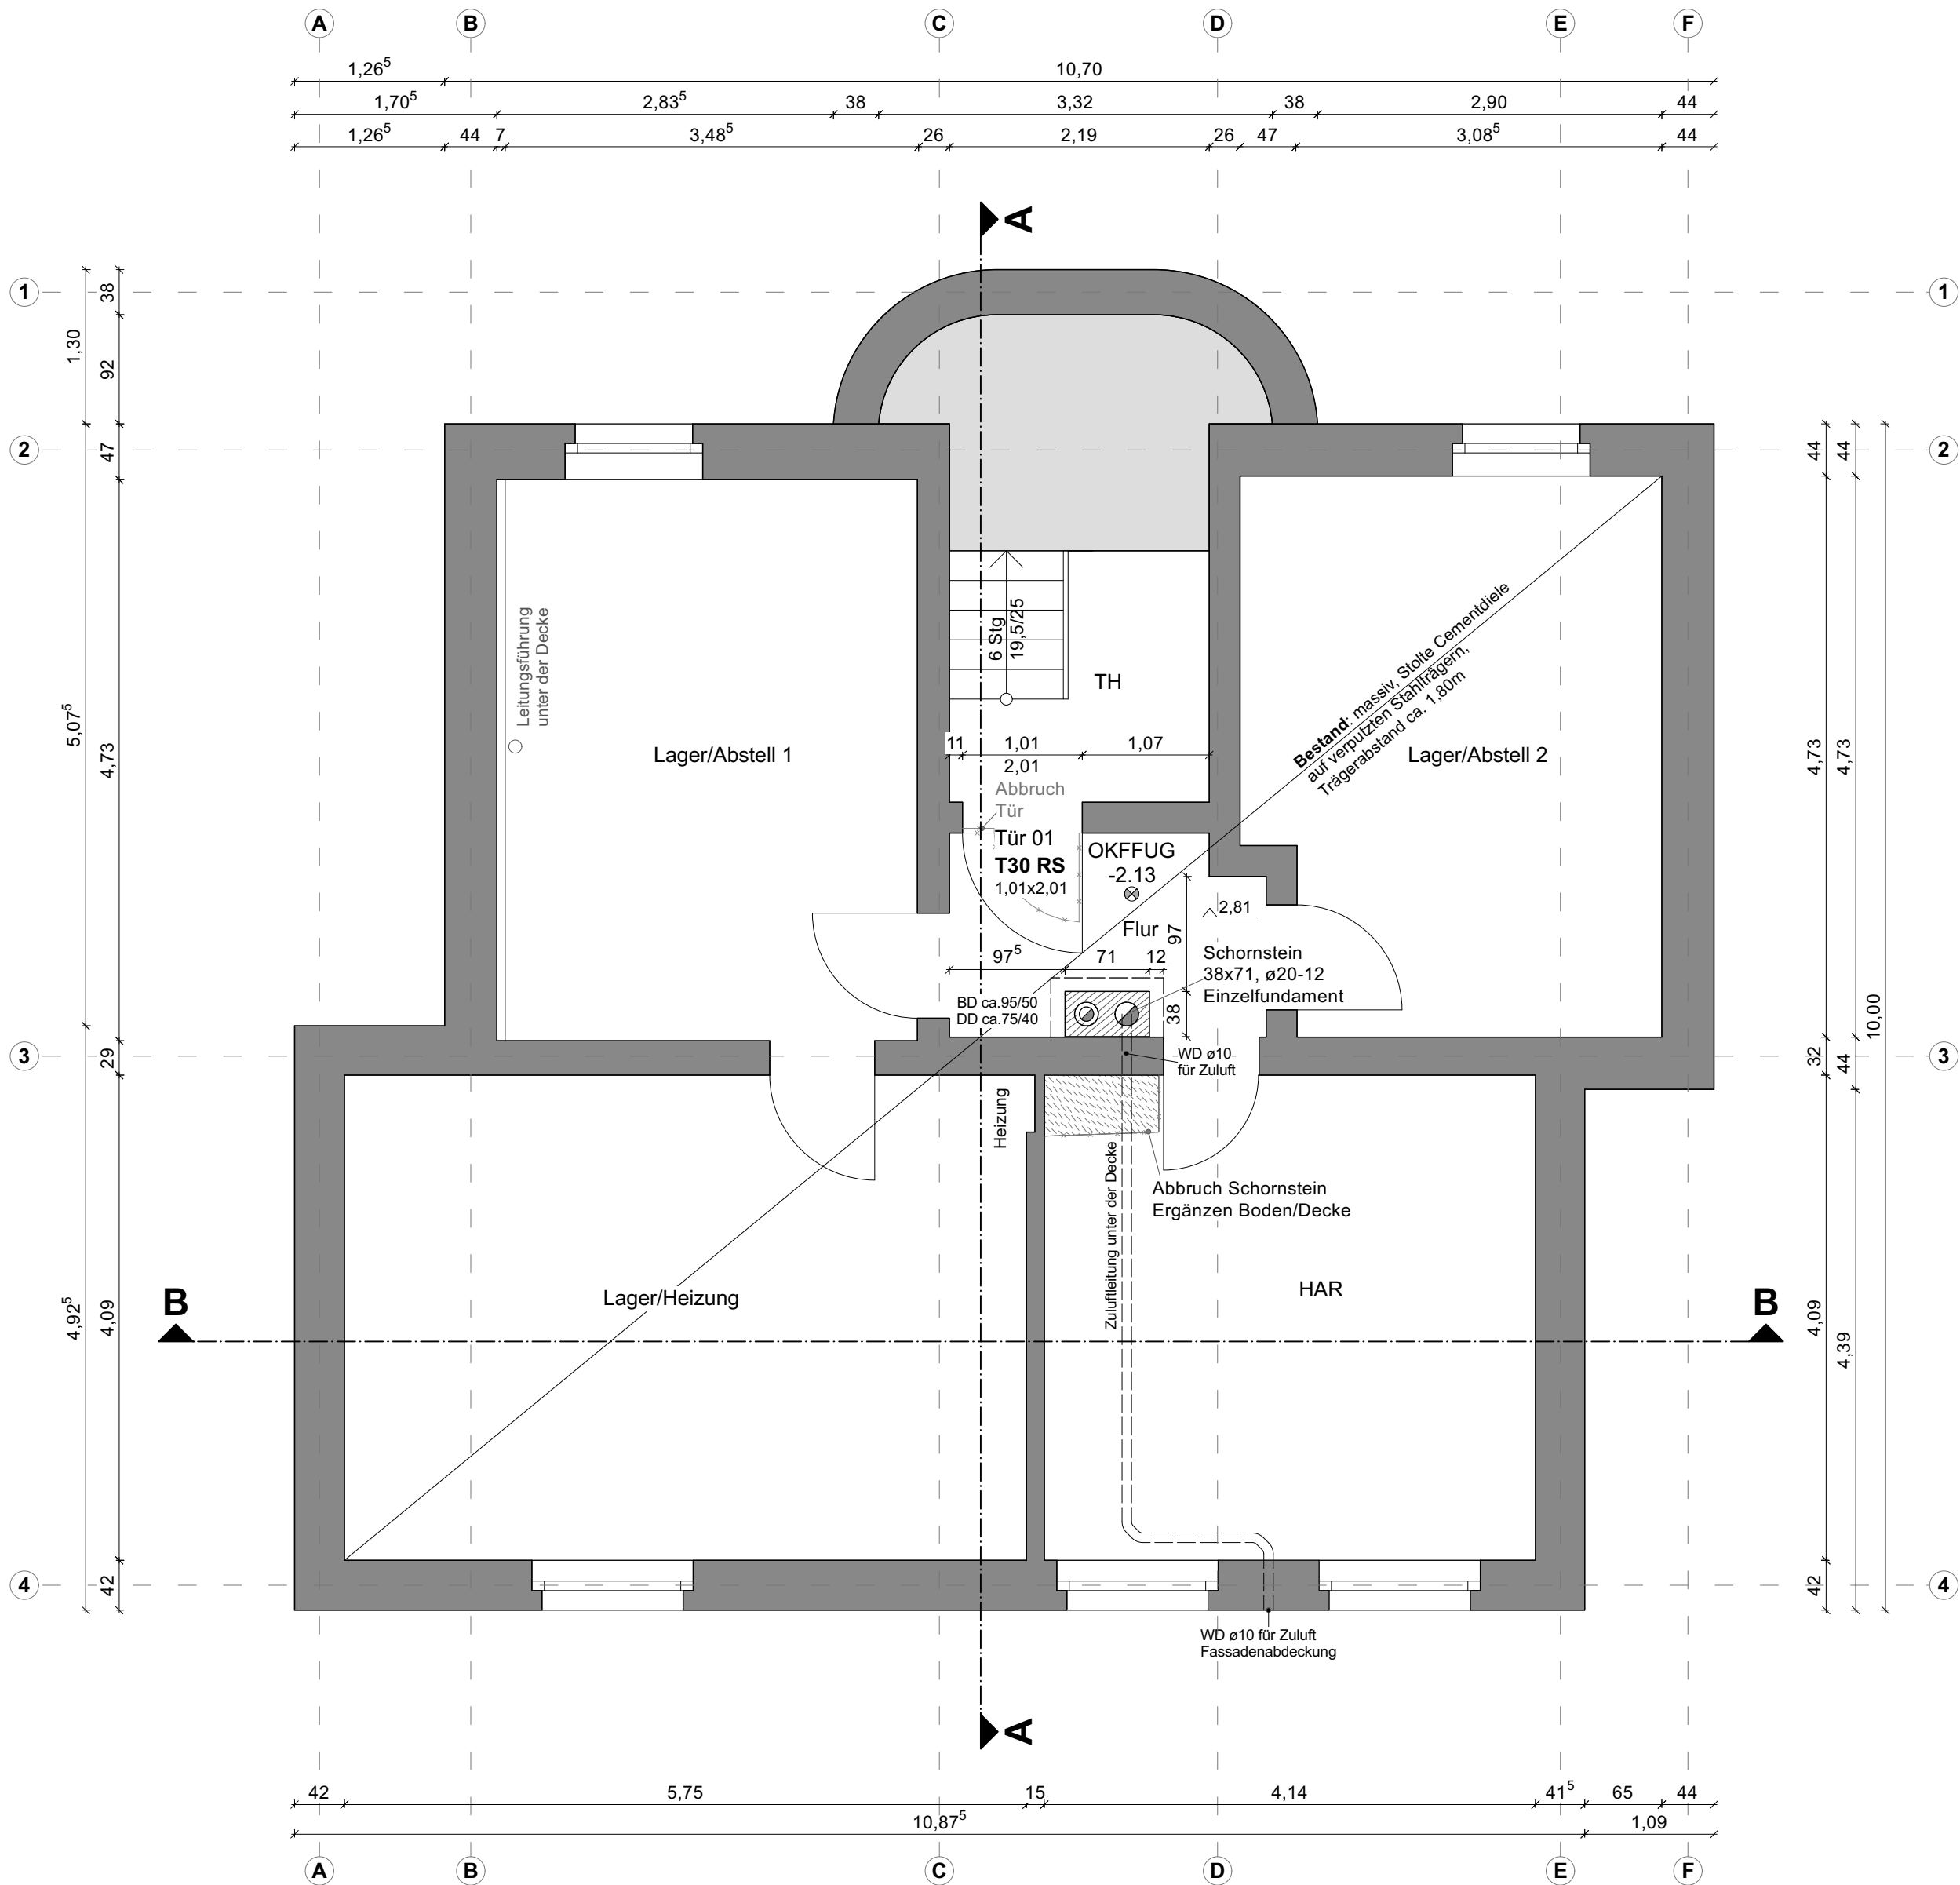 A B C D E F
1,26⁵ 10,70
1,70⁵ 2,83⁵ 38 3,32 38 2,90 44
1,26⁵ 44 7 3,48⁵ 26 2,19 26 47 3,08⁵ 44
A
1 1
38
1,30
92
2 2
47
44
44
6 Stg
19,5/25
Leitungsführung
unter der Decke
TH
Bestand: massiv, Stolte Cementdiele
auf verputzten Stahlträgern,
Trägerabstand ca. 1,80m
5,07⁵
4,73
Lager/Abstell 1
11 1,01 1,07
2,01
Lager/Abstell 2
4,73
4,73
Abbruch
Tür
Tür 01
T30 RS
1,01x2,01
OKFFUG
-2.13
2,81
Flur
97
97⁵ 71 12
Schornstein
38x71, ø20-12
Einzelfundament
BD ca.95/50
DD ca.75/40
38
10,00
3 3
29
WD ø10
für Zuluft
32
44
Heizung
Zuluftleitung unter der Decke
Abbruch Schornstein
Ergänzen Boden/Decke
Lager/Heizung
HAR
B B
4,92⁵
4,09
4,09
4,39
4 4
42
42
WD ø10 für Zuluft
Fassadenabdeckung
A
42 5,75 15 4,14 41⁵ 65 44
10,87⁵ 1,09
A B C D E F